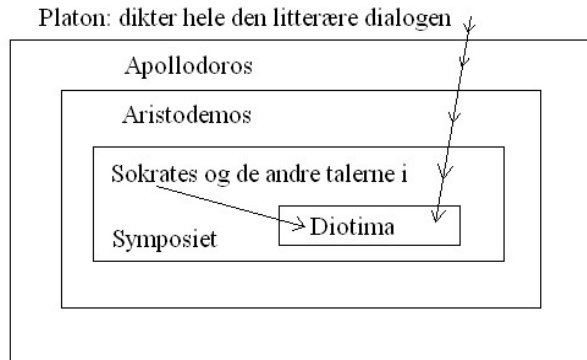 Platon: dikter hele den litterære dialogen
Apollodoros
Aristodemos
Sokrates og de andre talerne i
Diotima
Symposiet